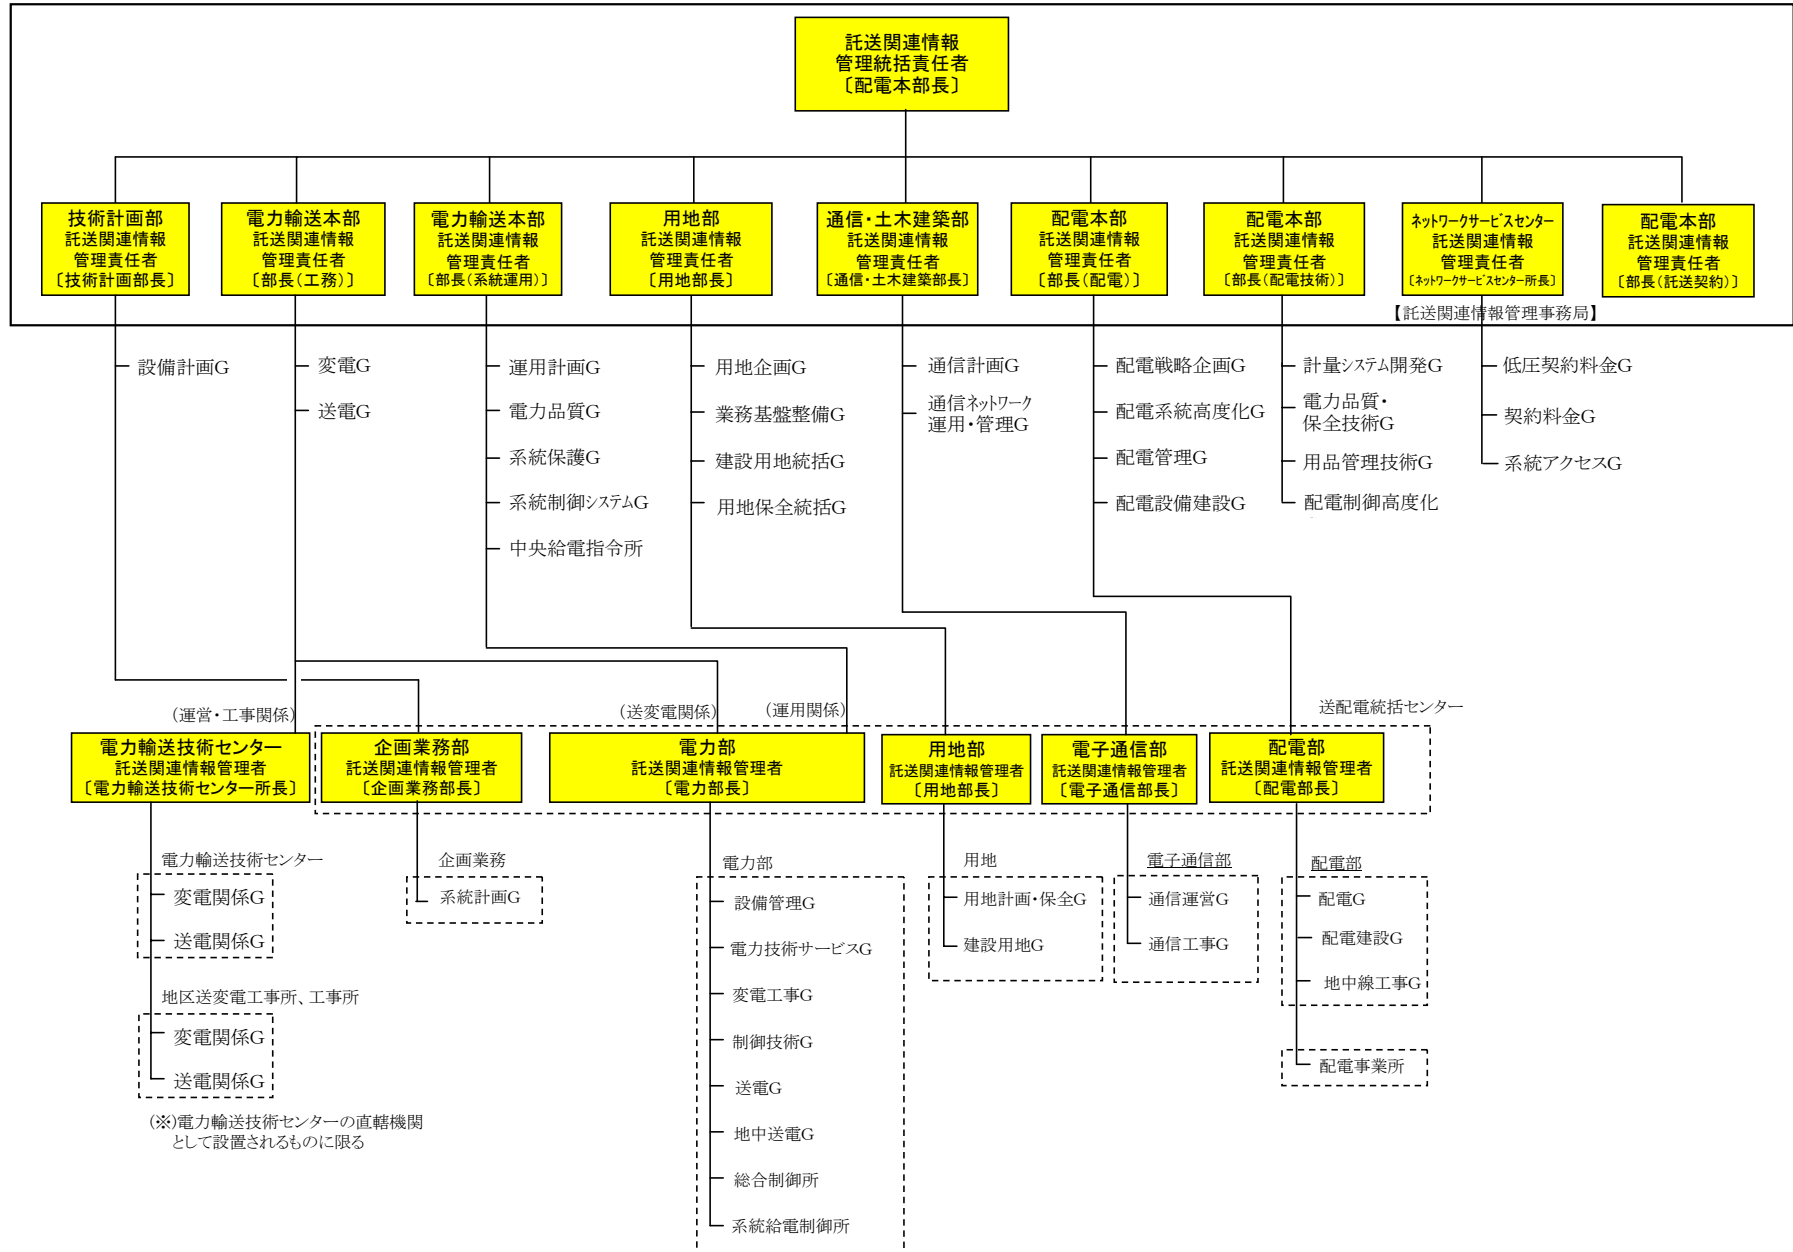 託送関連情報
管理統括責任者
〔配電本部長〕
技術計画部
託送関連情報
管理責任者
〔技術計画部長〕
電力輸送本部
託送関連情報
管理責任者
〔部長(工務)〕
電力輸送本部
託送関連情報
管理責任者
〔部長(系統運用)〕
用地部
託送関連情報
管理責任者
〔用地部長〕
通信・土木建築部
託送関連情報
管理責任者
〔通信・土木建築部長〕
配電本部
託送関連情報
管理責任者
〔部長(配電)〕
配電本部
託送関連情報
管理責任者
〔部長(配電技術)〕
ネットワークサービスセンター
託送関連情報
管理責任者
〔ネットワークサービスセンター所長〕
配電本部
託送関連情報
管理責任者
〔部長(託送契約)〕
【託送関連情報管理事務局】
設備計画G
変電G
送電G
運用計画G
電力品質G
系統保護G
系統制御システムG
中央給電指令所
用地企画G
業務基盤整備G
建設用地統括G
用地保全統括G
通信計画G
通信ネットワーク
運用・管理G
配電戦略企画G
配電系統高度化G
配電管理G
配電設備建設G
計量システム開発G
電力品質・
保全技術G
用品管理技術G
配電制御高度化
低圧契約料金G
契約料金G
系統アクセスG
(運営・工事関係)
(送変電関係)
(運用関係)
送配電統括センター
電力輸送技術センター
託送関連情報管理者
〔電力輸送技術センター所長〕
企画業務部
託送関連情報管理者
〔企画業務部長〕
電力部
託送関連情報管理者
〔電力部長〕
用地部
託送関連情報管理者
〔用地部長〕
電子通信部
託送関連情報管理者
〔電子通信部長〕
配電部
託送関連情報管理者
〔配電部長〕
電力輸送技術センター
変電関係G
送電関係G
地区送変電工事所、工事所
変電関係G
送電関係G
(※)電力輸送技術センターの直轄機関
として設置されるものに限る
企画業務
系統計画G
電力部
設備管理G
電力技術サービスG
変電工事G
制御技術G
送電G
地中送電G
総合制御所
系統給電制御所
用地
用地計画・保全G
建設用地G
電子通信部
通信運営G
通信工事G
配電部
配電G
配電建設G
地中線工事G
配電事業所